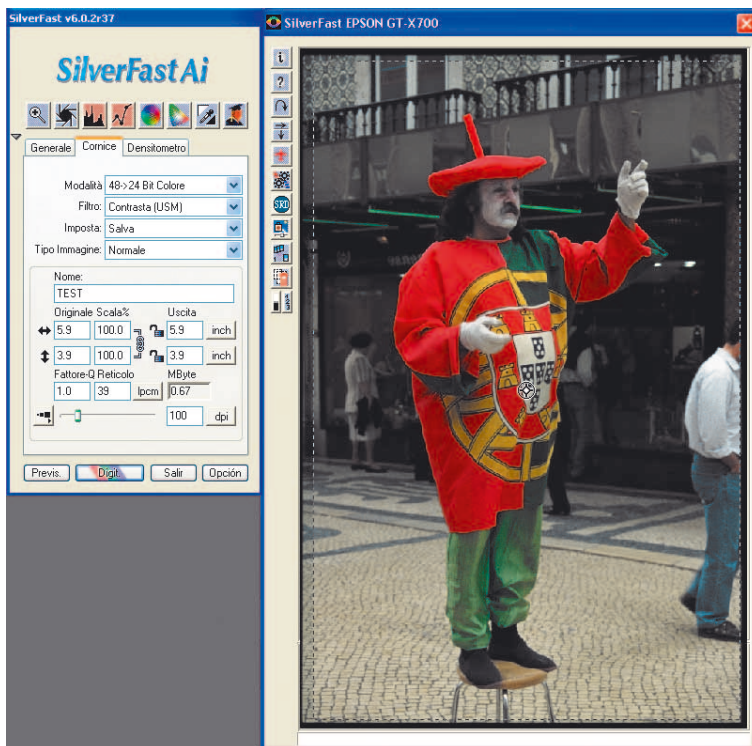 SilverFast v6.0.2r37
SilverFast Ai
Generale Cornice Densitometro
Modalità 48->24 Bit Colore
Filtro: Contrasta (USM)
Imposta: Salva
Tipo Immagine: Normale
Nome:
TEST
Originale Scala% Uscita
5.9 100.0 5.9 inch
3.9 100.0 3.9 inch
Fattore-Q Reticolo MByte
1.0 39 lpcm 0.67
100 dpi
Previs. Digit. Salir Opción
SilverFast EPSON GT-X700
i
?
SRD